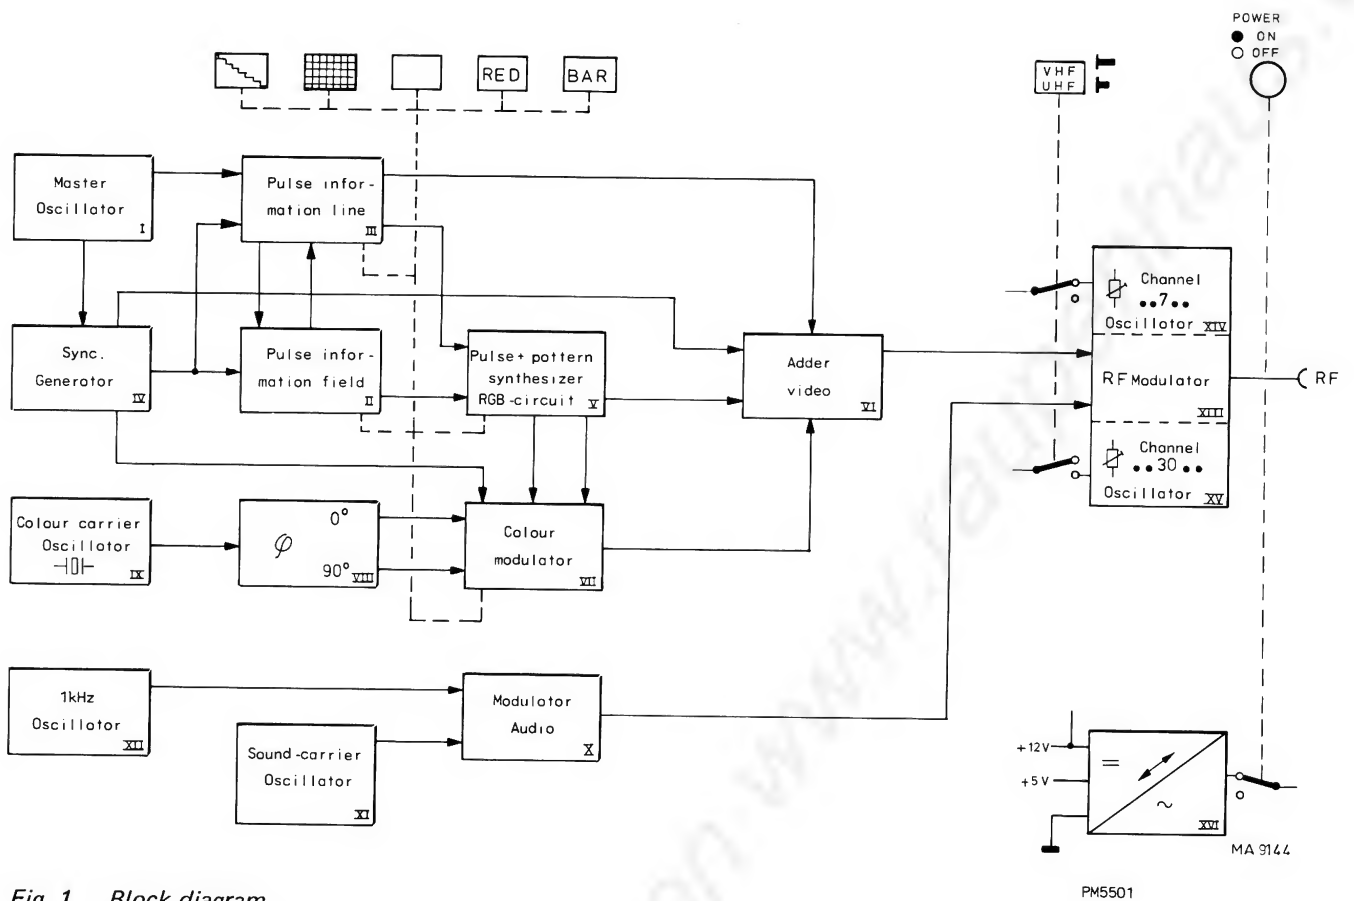 POWER
ON
OFF
RED
BAR
VHF
UHF
Master
Oscillator
I
Pulse infor-
mation line
III
Sync.
Generator
IV
Pulse infor-
mation field
II
Pulse + pattern
synthesizer
RGB-circuit
V
Adder
video
VI
Channel
..7..
Oscillator
XIV
RF Modulator
XIII
RF
Channel
..30..
Oscillator
XV
Colour carrier
Oscillator
IX
φ
0°
90°
VIII
Colour
modulator
VII
1kHz
Oscillator
XII
Modulator
Audio
X
Sound-carrier
Oscillator
XI
+12V
+5V
=
~
XVI
MA 9144
PM5501
Fig. 1 Block diagram